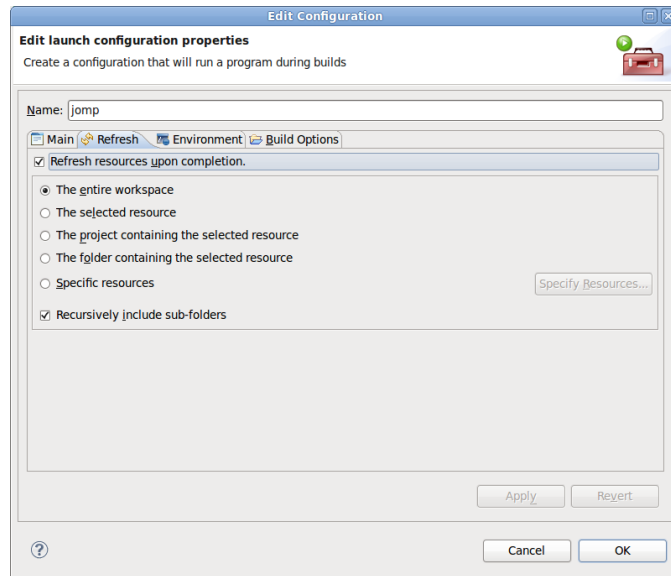 Edit Configuration
Edit launch configuration properties
Create a configuration that will run a program during builds
Name: jomp
Main Refresh Environment Build Options
Refresh resources upon completion.
The entire workspace
The selected resource
The project containing the selected resource
The folder containing the selected resource
Specific resources Specify Resources...
Recursively include sub-folders
Apply Revert
? Cancel OK